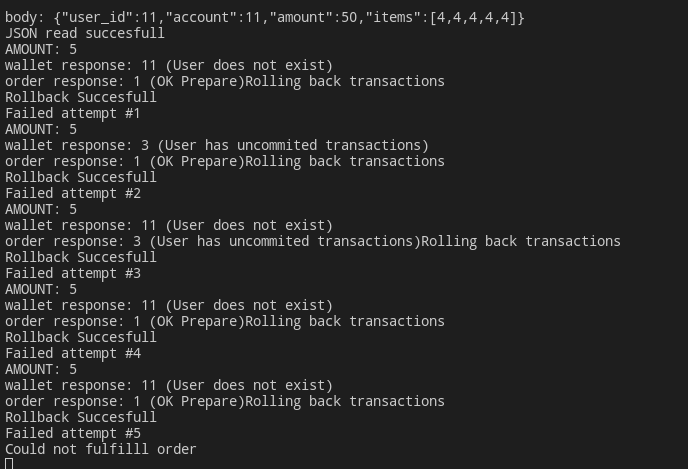 body: {"user_id":11,"account":11,"amount":50,"items":[4,4,4,4,4]}
JSON read succesfull
AMOUNT: 5
wallet response: 11 (User does not exist)
order response: 1 (OK Prepare)Rolling back transactions
Rollback Succesfull
Failed attempt #1
AMOUNT: 5
wallet response: 3 (User has uncommited transactions)
order response: 1 (OK Prepare)Rolling back transactions
Rollback Succesfull
Failed attempt #2
AMOUNT: 5
wallet response: 11 (User does not exist)
order response: 3 (User has uncommited transactions)Rolling back transactions
Rollback Succesfull
Failed attempt #3
AMOUNT: 5
wallet response: 11 (User does not exist)
order response: 1 (OK Prepare)Rolling back transactions
Rollback Succesfull
Failed attempt #4
AMOUNT: 5
wallet response: 11 (User does not exist)
order response: 1 (OK Prepare)Rolling back transactions
Rollback Succesfull
Failed attempt #5
Could not fulfilll order